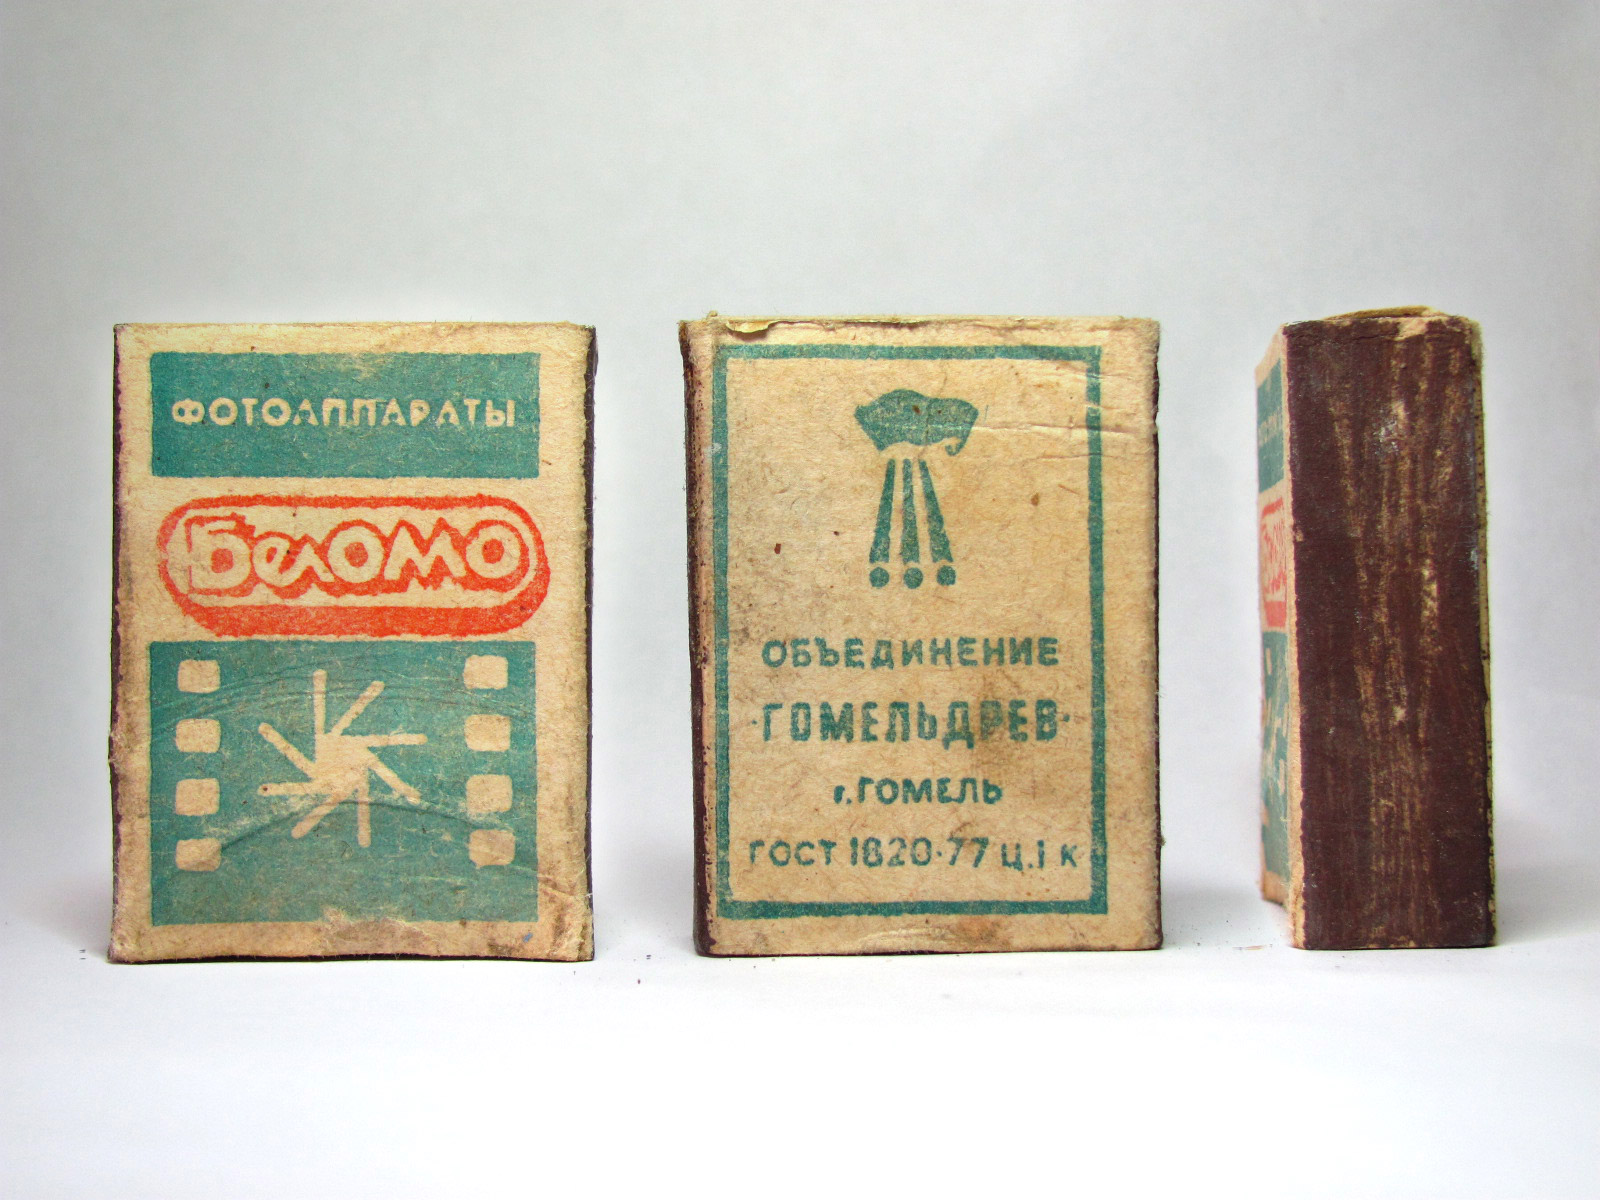 ФОТОАППАРАТЫ
БелОМО
ОБЪЕДИНЕНИЕ
·ГОМЕЛЬДРЕВ·
г.ГОМЕЛЬ
ГОСТ 1820·77 ц.1 к